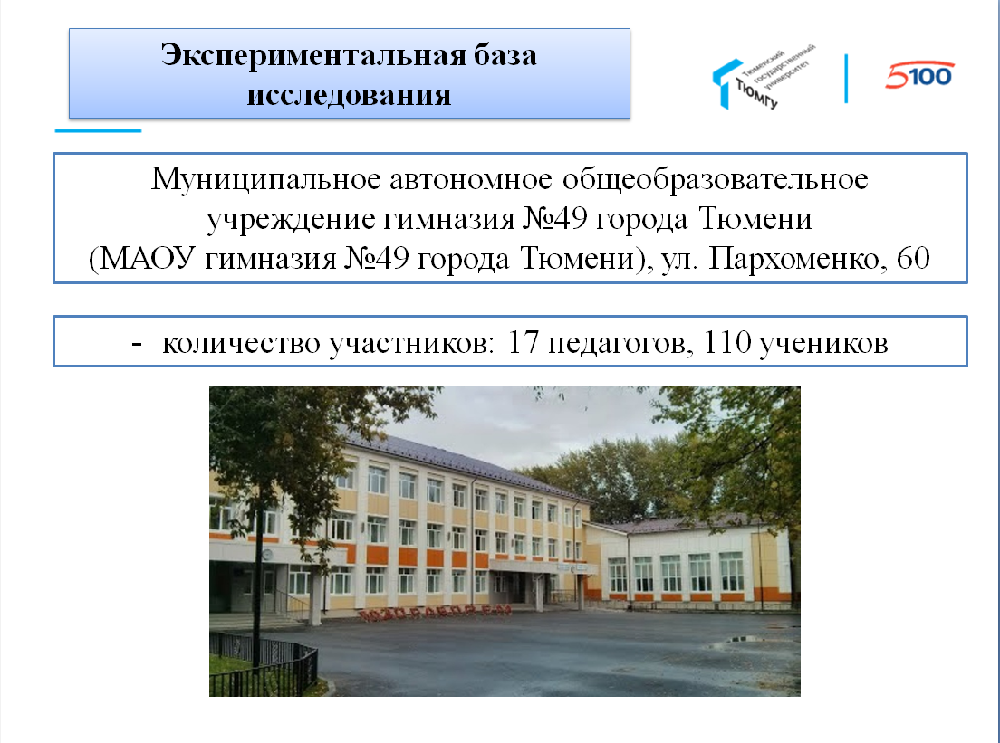 Экспериментальная база
исследования
Тюменский
государственный
университет
ТЮМГУ
5100
Муниципальное автономное общеобразовательное
учреждение гимназия №49 города Тюмени
(МАОУ гимназия №49 города Тюмени), ул. Пархоменко, 60
- количество участников: 17 педагогов, 110 учеников